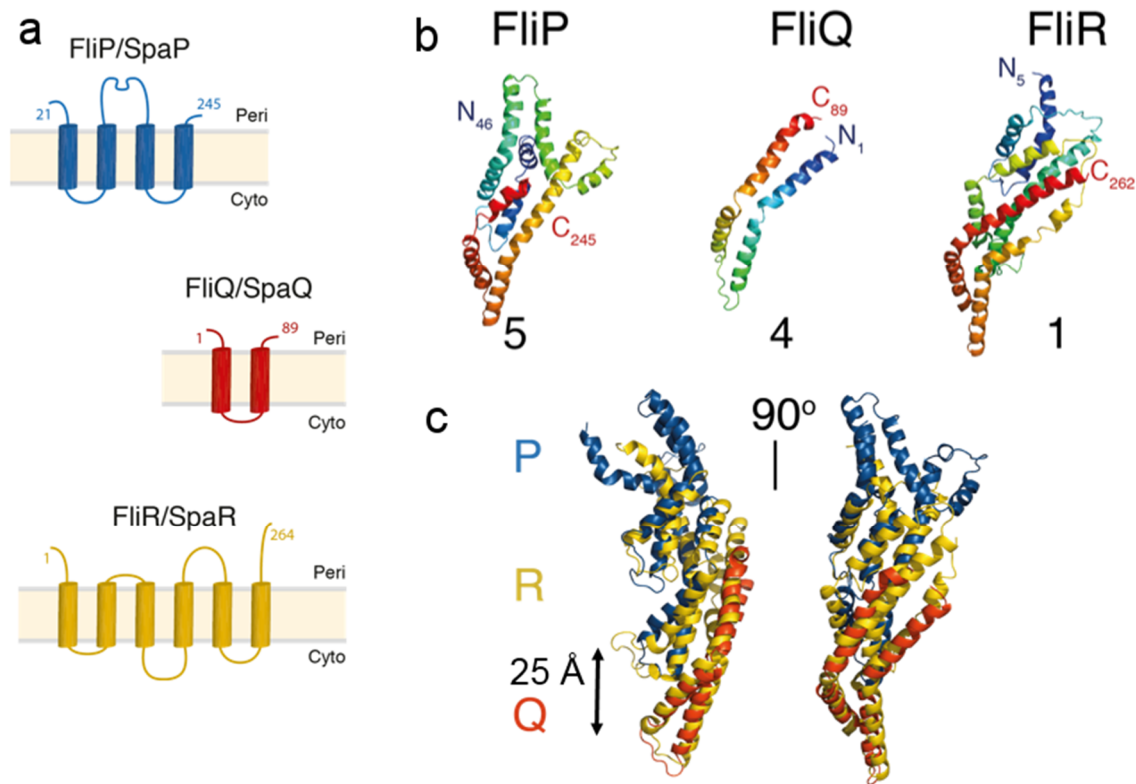 a
FliP/SpaP
21
245
Peri
Cyto
FliQ/SpaQ
1
89
Peri
Cyto
FliR/SpaR
1
264
Peri
Cyto
b
FliP
FliQ
FliR
N46
C245
5
C89
N1
4
N5
C262
1
c
P
R
25 Å
Q
90o